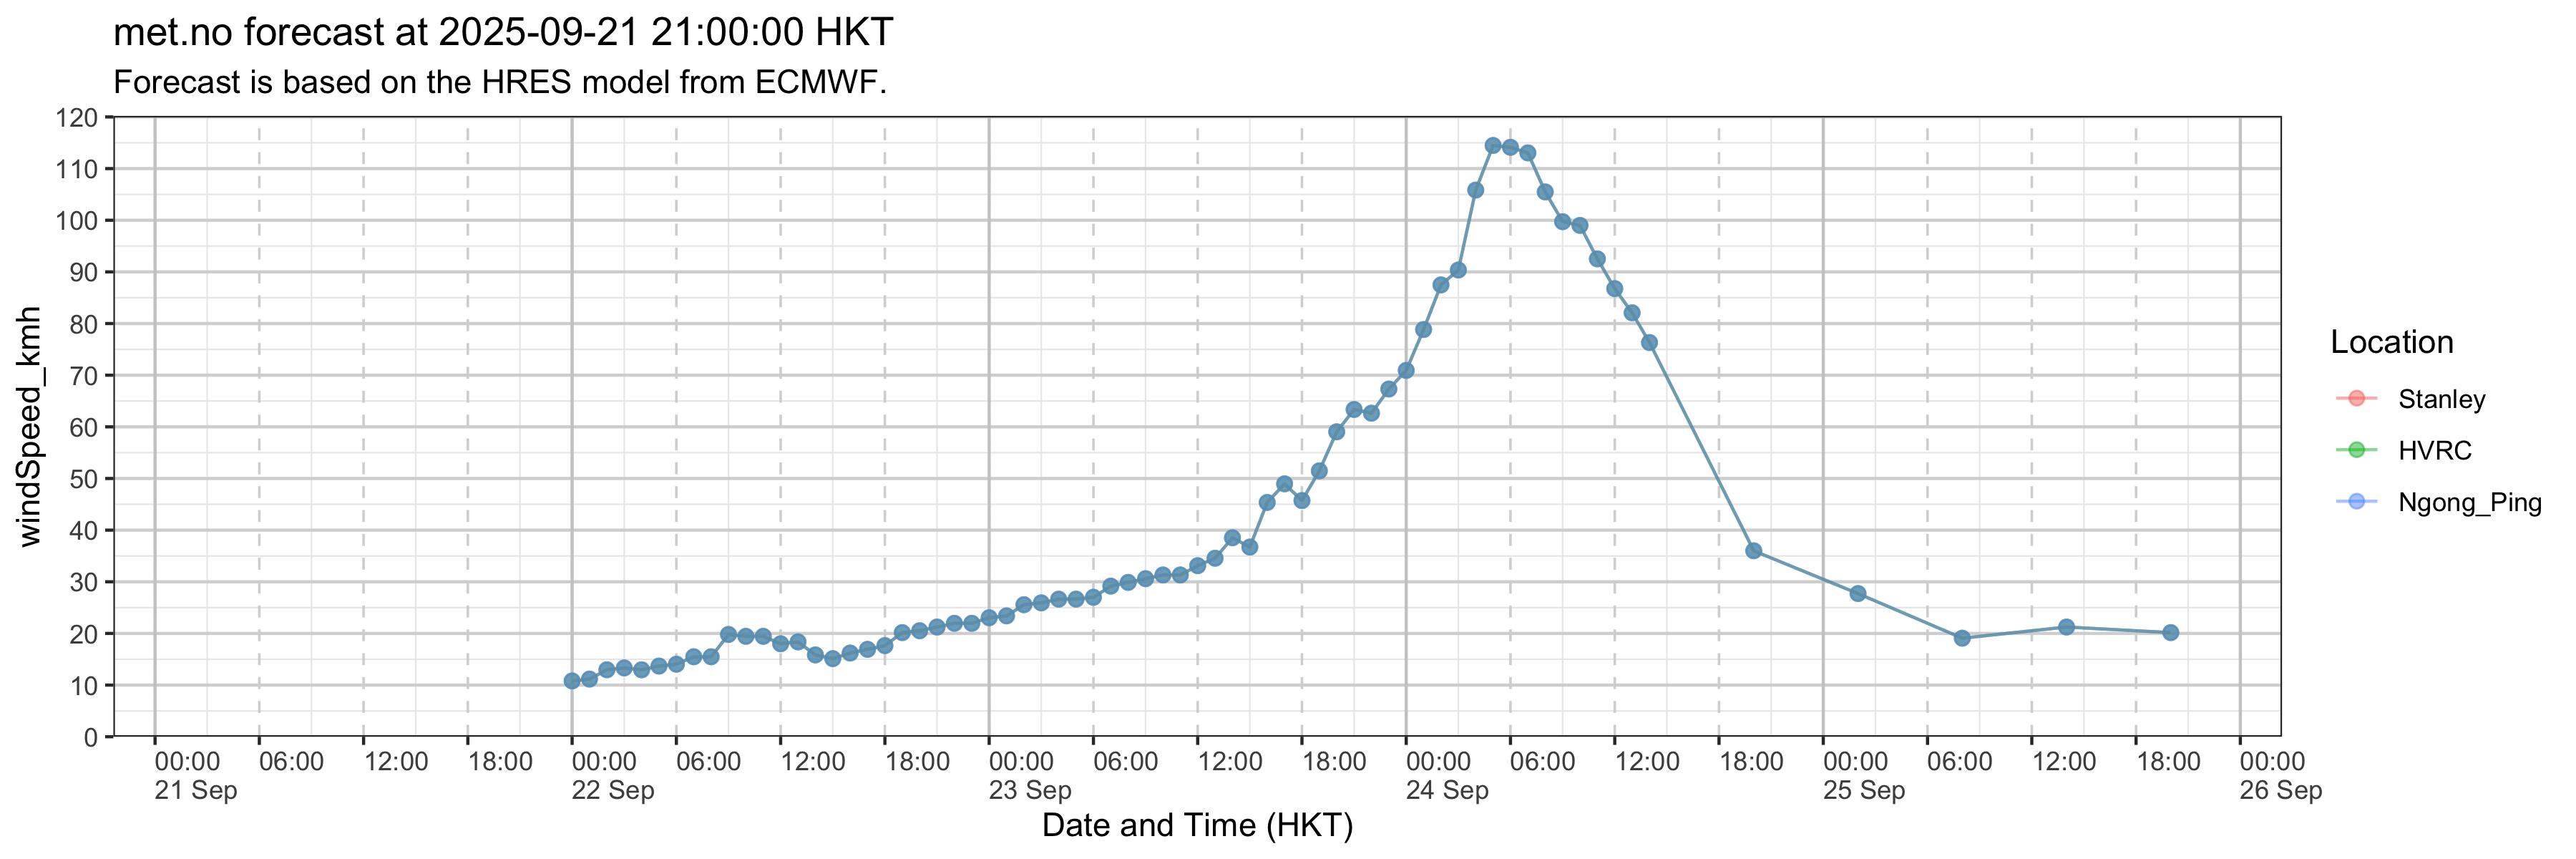 met.no forecast at 2025-09-21 21:00:00 HKT
Forecast is based on the HRES model from ECMWF.
120
110
100
90
80
70
60
50
40
30
20
10
0
windSpeed_kmh
00:00 06:00 12:00 18:00 00:00 06:00 12:00 18:00 00:00 06:00 12:00 18:00 00:00 06:00 12:00 18:00 00:00 06:00 12:00 18:00 00:00
21 Sep 22 Sep 23 Sep 24 Sep 25 Sep 26 Sep
Date and Time (HKT)
Location
Stanley
HVRC
Ngong_Ping